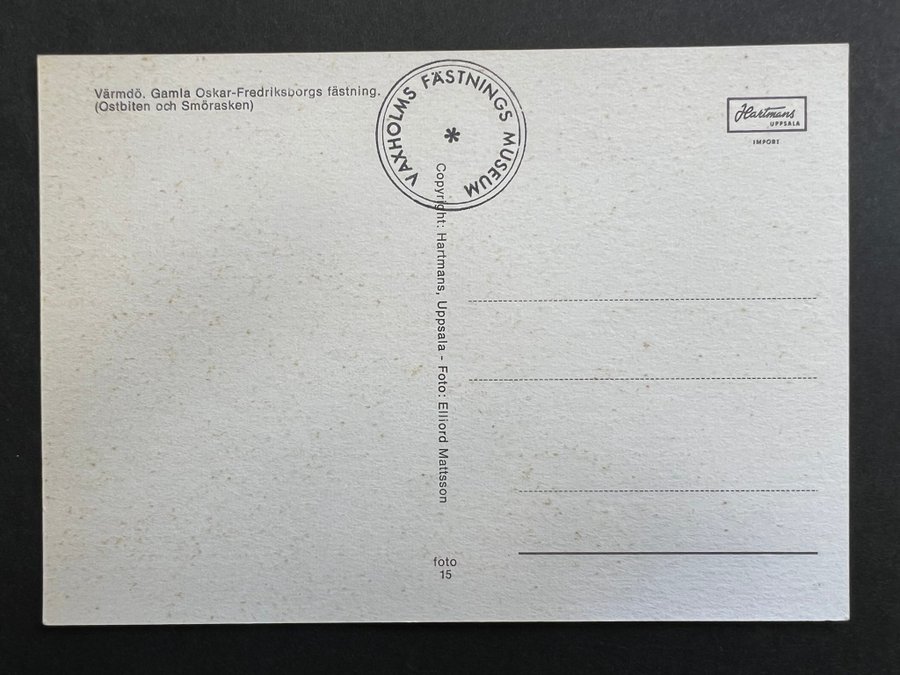 Värmdö. Gamla Oskar-Fredriksborgs fästning.
(Ostbiten och Smörasken)
VAXHOLMS FÄSTNINGS MUSEUM
*
Hartmans
UPPSALA
IMPORT
Copyright: Hartmans, Uppsala - Foto: Elliord Mattsson
foto
15